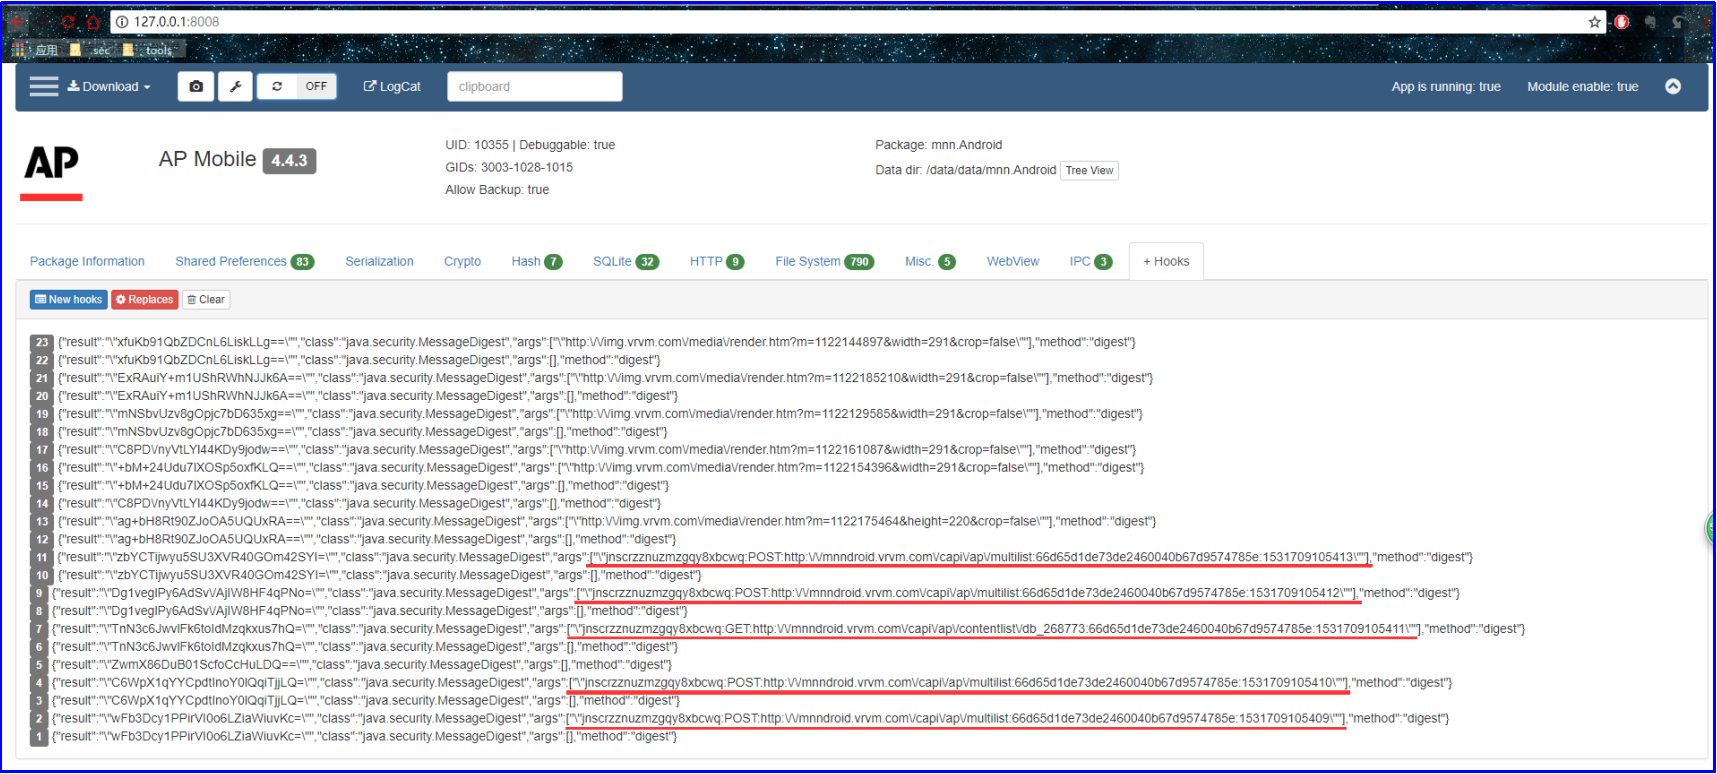 127.0.0.1:8008
应用 sec tools
Download OFF LogCat clipboard App is running: true Module enable: true
AP
AP Mobile 4.4.3
UID: 10355 | Debuggable: true
GIDs: 3003-1028-1015
Allow Backup: true
Package: mnn.Android
Data dir: /data/data/mnn.Android Tree View
Package Information Shared Preferences 83 Serialization Crypto Hash 7 SQLite 32 HTTP 9 File System 790 Misc. 5 WebView IPC 3 + Hooks
New hooks Replaces Clear
23 {"result":"\"xfuKb91QbZDCnL6LiskLLg==\"","class":"java.security.MessageDigest","args":["\"http:\/\/img.vrvm.com\/media\/render.htm?m=1122144897&width=291&crop=false\""],"method":"digest"}
22 {"result":"\"xfuKb91QbZDCnL6LiskLLg==\"","class":"java.security.MessageDigest","args":[],"method":"digest"}
21 {"result":"\"ExRAuiY+m1UShRWhNJJk6A==\"","class":"java.security.MessageDigest","args":["\"http:\/\/img.vrvm.com\/media\/render.htm?m=1122185210&width=291&crop=false\""],"method":"digest"}
20 {"result":"\"ExRAuiY+m1UShRWhNJJk6A==\"","class":"java.security.MessageDigest","args":[],"method":"digest"}
19 {"result":"\"mNSbvUzv8gOpjc7bD635xg==\"","class":"java.security.MessageDigest","args":["\"http:\/\/img.vrvm.com\/media\/render.htm?m=1122129585&width=291&crop=false\""],"method":"digest"}
18 {"result":"\"mNSbvUzv8gOpjc7bD635xg==\"","class":"java.security.MessageDigest","args":[],"method":"digest"}
17 {"result":"\"C8PD\/nyVtLYI44KDy9jodw==\"","class":"java.security.MessageDigest","args":["\"http:\/\/img.vrvm.com\/media\/render.htm?m=1122161087&width=291&crop=false\""],"method":"digest"}
16 {"result":"\"+bM+24Udu7IXOSp5oxfKLQ==\"","class":"java.security.MessageDigest","args":["\"http:\/\/img.vrvm.com\/media\/render.htm?m=1122154396&width=291&crop=false\""],"method":"digest"}
15 {"result":"\"+bM+24Udu7IXOSp5oxfKLQ==\"","class":"java.security.MessageDigest","args":[],"method":"digest"}
14 {"result":"\"C8PD\/nyVtLYI44KDy9jodw==\"","class":"java.security.MessageDigest","args":[],"method":"digest"}
13 {"result":"\"ag+bH8Rt90ZJoOA5UQUxRA==\"","class":"java.security.MessageDigest","args":["\"http:\/\/img.vrvm.com\/media\/render.htm?m=1122175464&height=220&crop=false\""],"method":"digest"}
12 {"result":"\"ag+bH8Rt90ZJoOA5UQUxRA==\"","class":"java.security.MessageDigest","args":[],"method":"digest"}
11 {"result":"\"zbYCTijwyu5SU3XVR40GOm42SYI=\"","class":"java.security.MessageDigest","args":["\"jnscrzznuzmzgqy8xbcwq:POST:http:\/\/mnndroid.vrvm.com\/capi\/ap\/multilist:66d65d1de73de2460040b67d9574785e:1531709105413\""],"method":"digest"}
10 {"result":"\"zbYCTijwyu5SU3XVR40GOm42SYI=\"","class":"java.security.MessageDigest","args":[],"method":"digest"}
9 {"result":"\"Dg1vegIPy6AdSv\/AjIW8HF4qPNo=\"","class":"java.security.MessageDigest","args":["\"jnscrzznuzmzgqy8xbcwq:POST:http:\/\/mnndroid.vrvm.com\/capi\/ap\/multilist:66d65d1de73de2460040b67d9574785e:1531709105412\""],"method":"digest"}
8 {"result":"\"Dg1vegIPy6AdSv\/AjIW8HF4qPNo=\"","class":"java.security.MessageDigest","args":[],"method":"digest"}
7 {"result":"\"TnN3c6JwvlFk6toIdMzqkxus7hQ=\"","class":"java.security.MessageDigest","args":["\"jnscrzznuzmzgqy8xbcwq:GET:http:\/\/mnndroid.vrvm.com\/capi\/ap\/contentlist\/db_268773:66d65d1de73de2460040b67d9574785e:1531709105411\""],"method":"digest"}
6 {"result":"\"TnN3c6JwvlFk6toIdMzqkxus7hQ=\"","class":"java.security.MessageDigest","args":[],"method":"digest"}
5 {"result":"\"ZwmX86DuB01ScfoCcHuLDQ==\"","class":"java.security.MessageDigest","args":[],"method":"digest"}
4 {"result":"\"C6WpX1qYYCpdtInoY0lQqiTjjLQ=\"","class":"java.security.MessageDigest","args":["\"jnscrzznuzmzgqy8xbcwq:POST:http:\/\/mnndroid.vrvm.com\/capi\/ap\/multilist:66d65d1de73de2460040b67d9574785e:1531709105410\""],"method":"digest"}
3 {"result":"\"C6WpX1qYYCpdtInoY0lQqiTjjLQ=\"","class":"java.security.MessageDigest","args":[],"method":"digest"}
2 {"result":"\"wFb3Dcy1PPirVI0o6LZiaWiuvKc=\"","class":"java.security.MessageDigest","args":["\"jnscrzznuzmzgqy8xbcwq:POST:http:\/\/mnndroid.vrvm.com\/capi\/ap\/multilist:66d65d1de73de2460040b67d9574785e:1531709105409\""],"method":"digest"}
1 {"result":"\"wFb3Dcy1PPirVI0o6LZiaWiuvKc=\"","class":"java.security.MessageDigest","args":[],"method":"digest"}